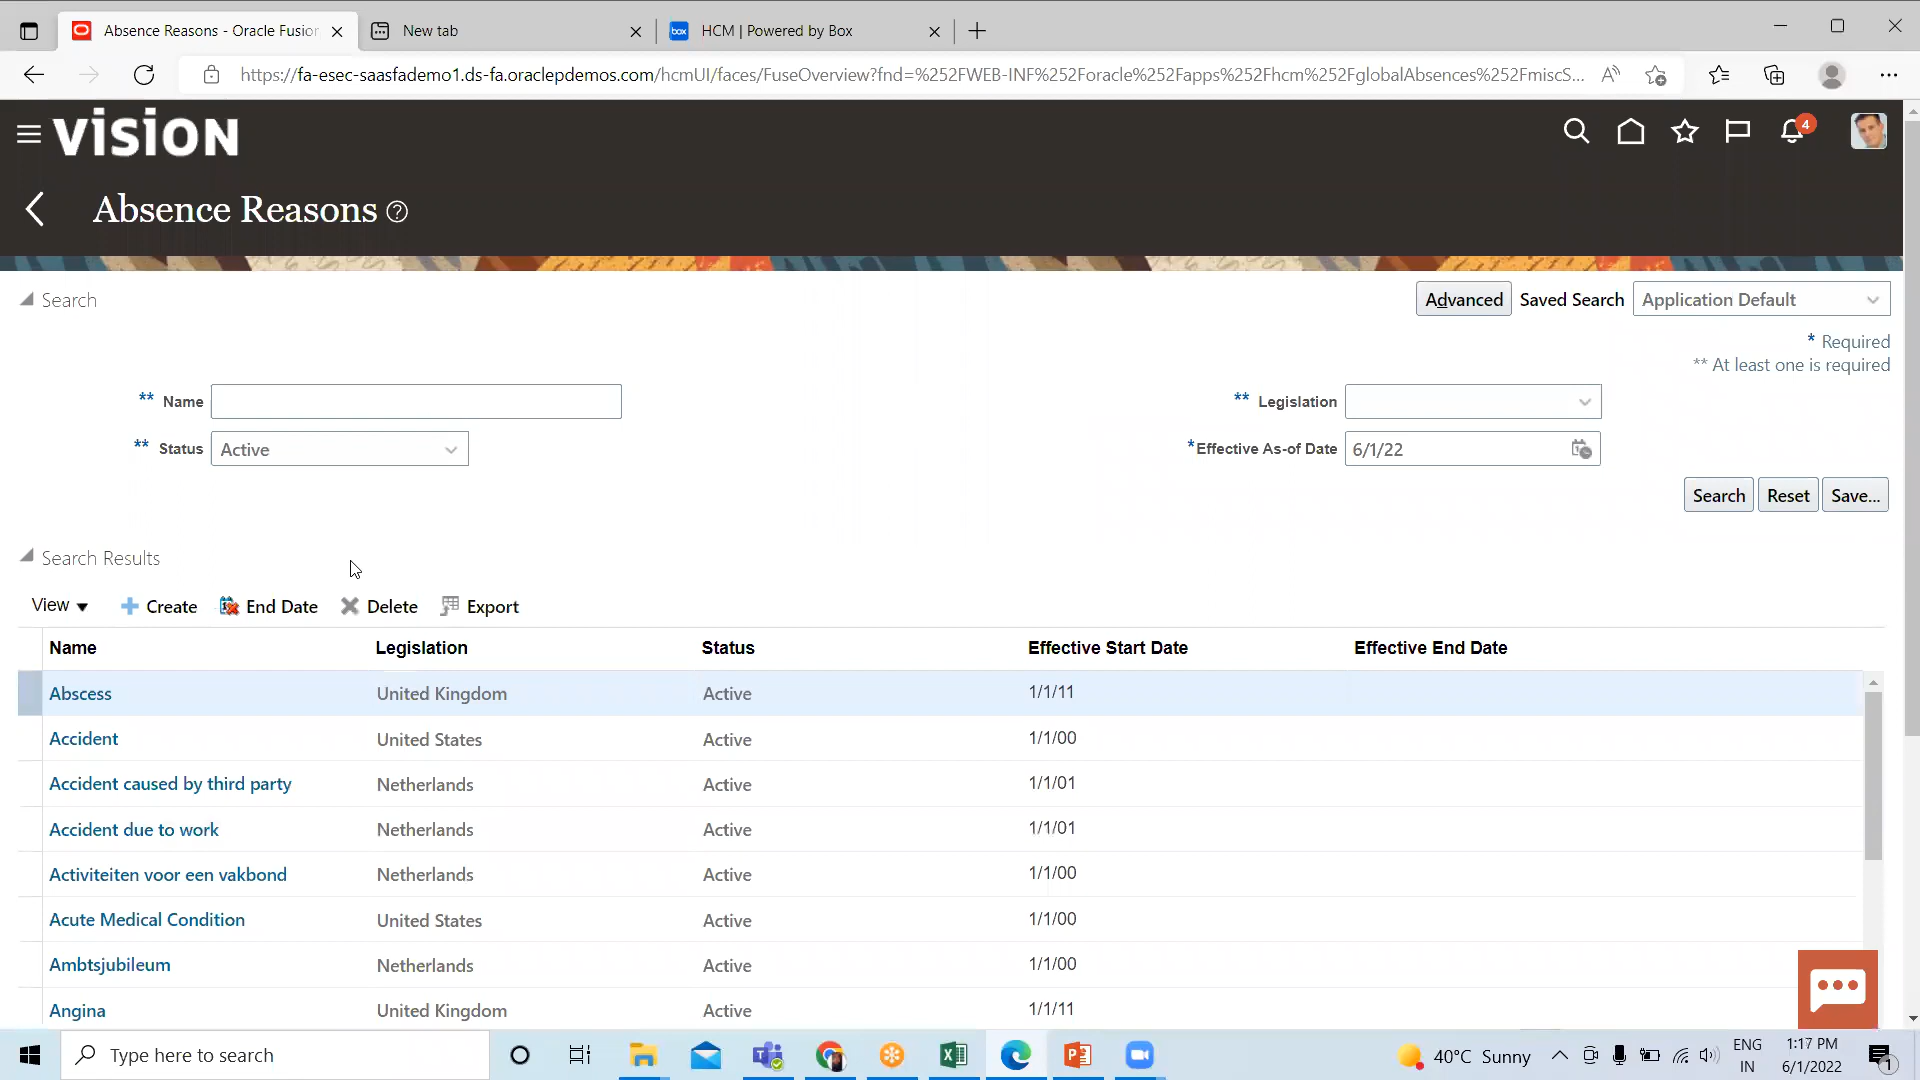 Absence Reasons - Oracle Fusion
New tab
box
HCM | Powered by Box
https://fa-esec-saasfademo1.ds-fa.oraclepdemos.com/hcmUI/faces/FuseOverview?fnd=%252FWEB-INF%252Foracle%252Fapps%252Fhcm%252FglobalAbsences%252FmiscS...
VISION
4
Absence Reasons
Search
Advanced
Saved Search
Application Default
* Required
** At least one is required
** Name
** Legislation
** Status
Active
*Effective As-of Date
6/1/22
Search
Reset
Save...
Search Results
View
Create
End Date
Delete
Export
Name Legislation Status Effective Start Date Effective End Date
Abscess United Kingdom Active 1/1/11
Accident United States Active 1/1/00
Accident caused by third party Netherlands Active 1/1/01
Accident due to work Netherlands Active 1/1/01
Activiteiten voor een vakbond Netherlands Active 1/1/00
Acute Medical Condition United States Active 1/1/00
Ambtsjubileum Netherlands Active 1/1/00
Angina United Kingdom Active 1/1/11
Type here to search
40°C Sunny
ENG
IN
1:17 PM
6/1/2022
1